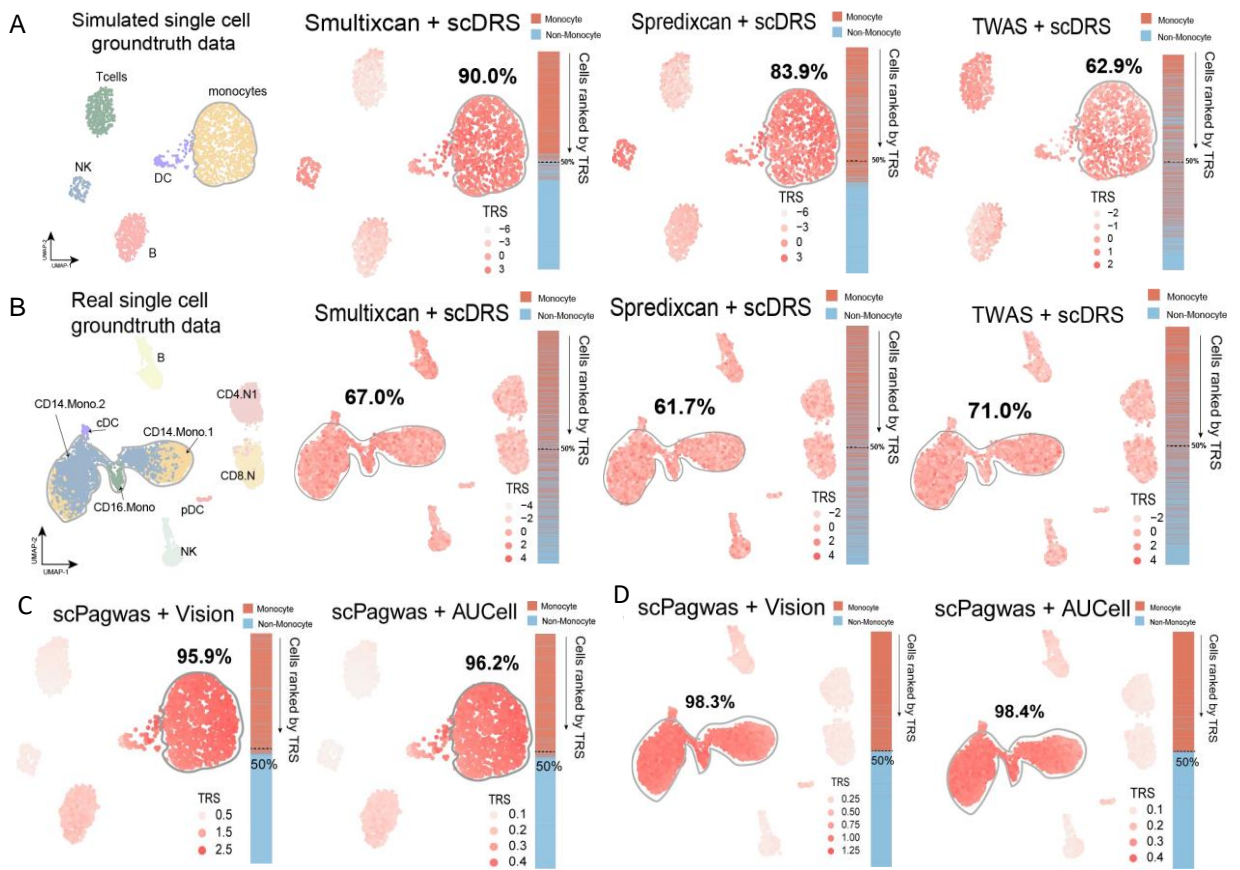 A
Simulated single cell
groundtruth data
Tcells
monocytes
DC
NK
B
UMAP-2
UMAP-1
Smultixcan + scDRS
90.0%
Monocyte
Non-Monocyte
Cells ranked by TRS
50%
TRS
−6
−3
0
3
Spredixcan + scDRS
83.9%
Monocyte
Non-Monocyte
Cells ranked by TRS
50%
TRS
−6
−3
0
3
TWAS + scDRS
62.9%
Monocyte
Non-Monocyte
Cells ranked by TRS
50%
TRS
−2
−1
0
1
2
B
Real single cell
groundtruth data
B
CD14.Mono.2
cDC
CD14.Mono.1
CD4.N1
CD8.N
CD16.Mono
pDC
NK
UMAP-2
UMAP-1
Smultixcan + scDRS
67.0%
Monocyte
Non-Monocyte
Cells ranked by TRS
50%
TRS
−4
−2
0
2
4
Spredixcan + scDRS
61.7%
Monocyte
Non-Monocyte
Cells ranked by TRS
50%
TRS
−2
0
2
4
TWAS + scDRS
71.0%
Monocyte
Non-Monocyte
Cells ranked by TRS
50%
TRS
−2
0
2
4
C
scPagwas + Vision
95.9%
Monocyte
Non-Monocyte
Cells ranked by TRS
50%
TRS
0.5
1.5
2.5
scPagwas + AUCell
96.2%
Monocyte
Non-Monocyte
Cells ranked by TRS
50%
TRS
0.1
0.2
0.3
0.4
D
scPagwas + Vision
98.3%
Monocyte
Non-Monocyte
Cells ranked by TRS
50%
TRS
0.25
0.50
0.75
1.00
1.25
scPagwas + AUCell
98.4%
Monocyte
Non-Monocyte
Cells ranked by TRS
50%
TRS
0.1
0.2
0.3
0.4